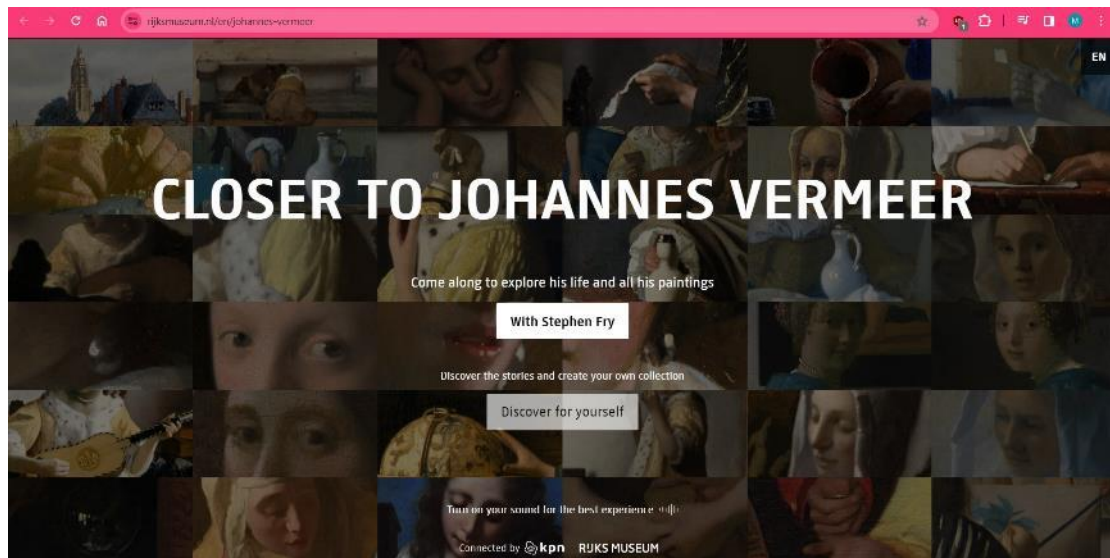 rijksmuseum.nl/en/johannes-vermeer
EN
CLOSER TO JOHANNES VERMEER
Come along to explore his life and all his paintings
With Stephen Fry
Discover the stories and create your own collection
Discover for yourself
Turn on your sound for the best experience
Connected by kpn RIJKSMUSEUM